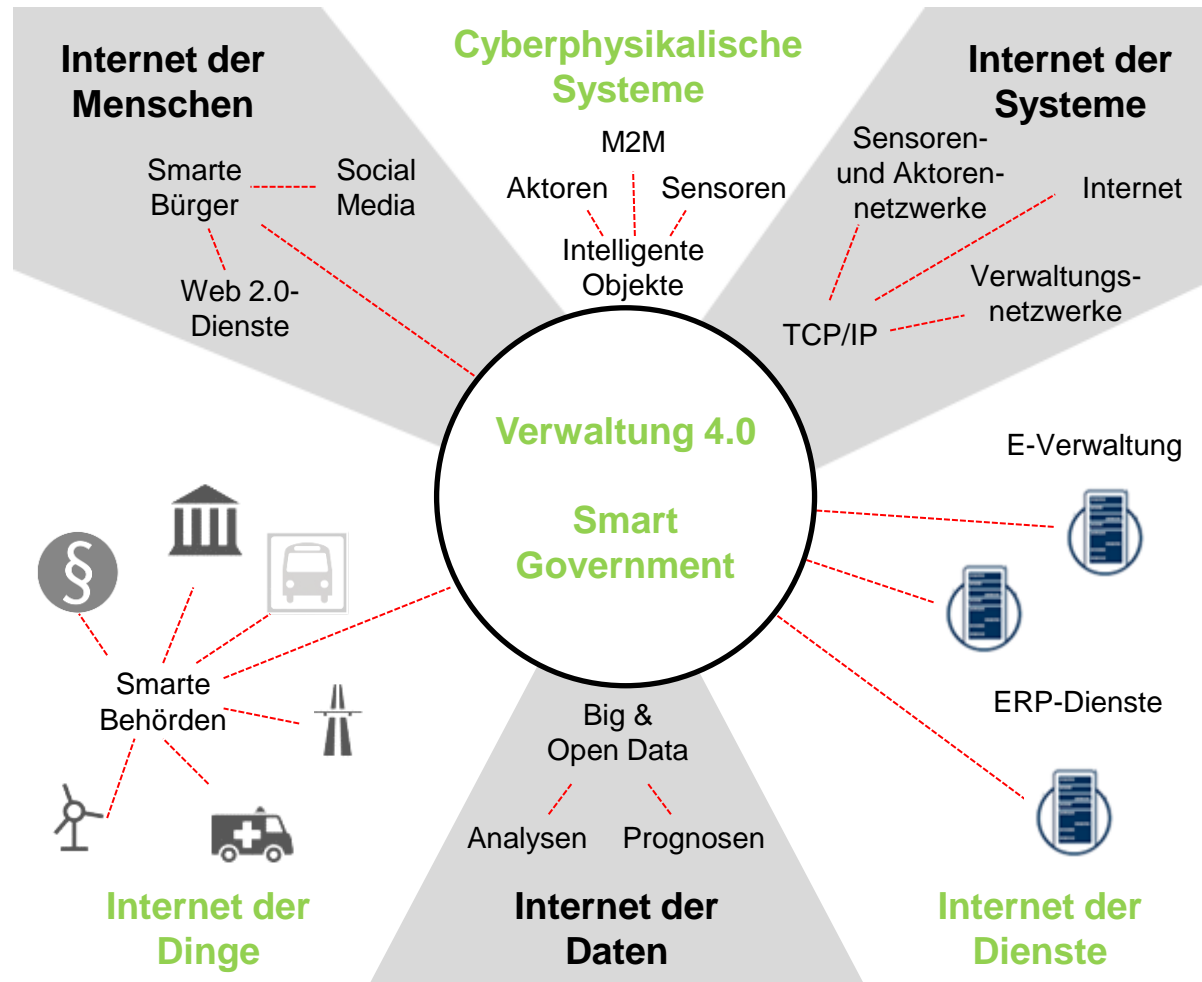 Internet der
Menschen
Smarte
Bürger
Social
Media
Web 2.0-
Dienste
Cyberphysikalische
Systeme
M2M
Aktoren
Sensoren
Intelligente
Objekte
Internet der
Systeme
Sensoren-
und Aktoren-
netzwerke
Internet
Verwaltungs-
netzwerke
TCP/IP
Verwaltung 4.0
Smart
Government
§
Smarte
Behörden
Internet der
Dinge
Big &
Open Data
Analysen
Prognosen
Internet der
Daten
E-Verwaltung
ERP-Dienste
Internet der
Dienste